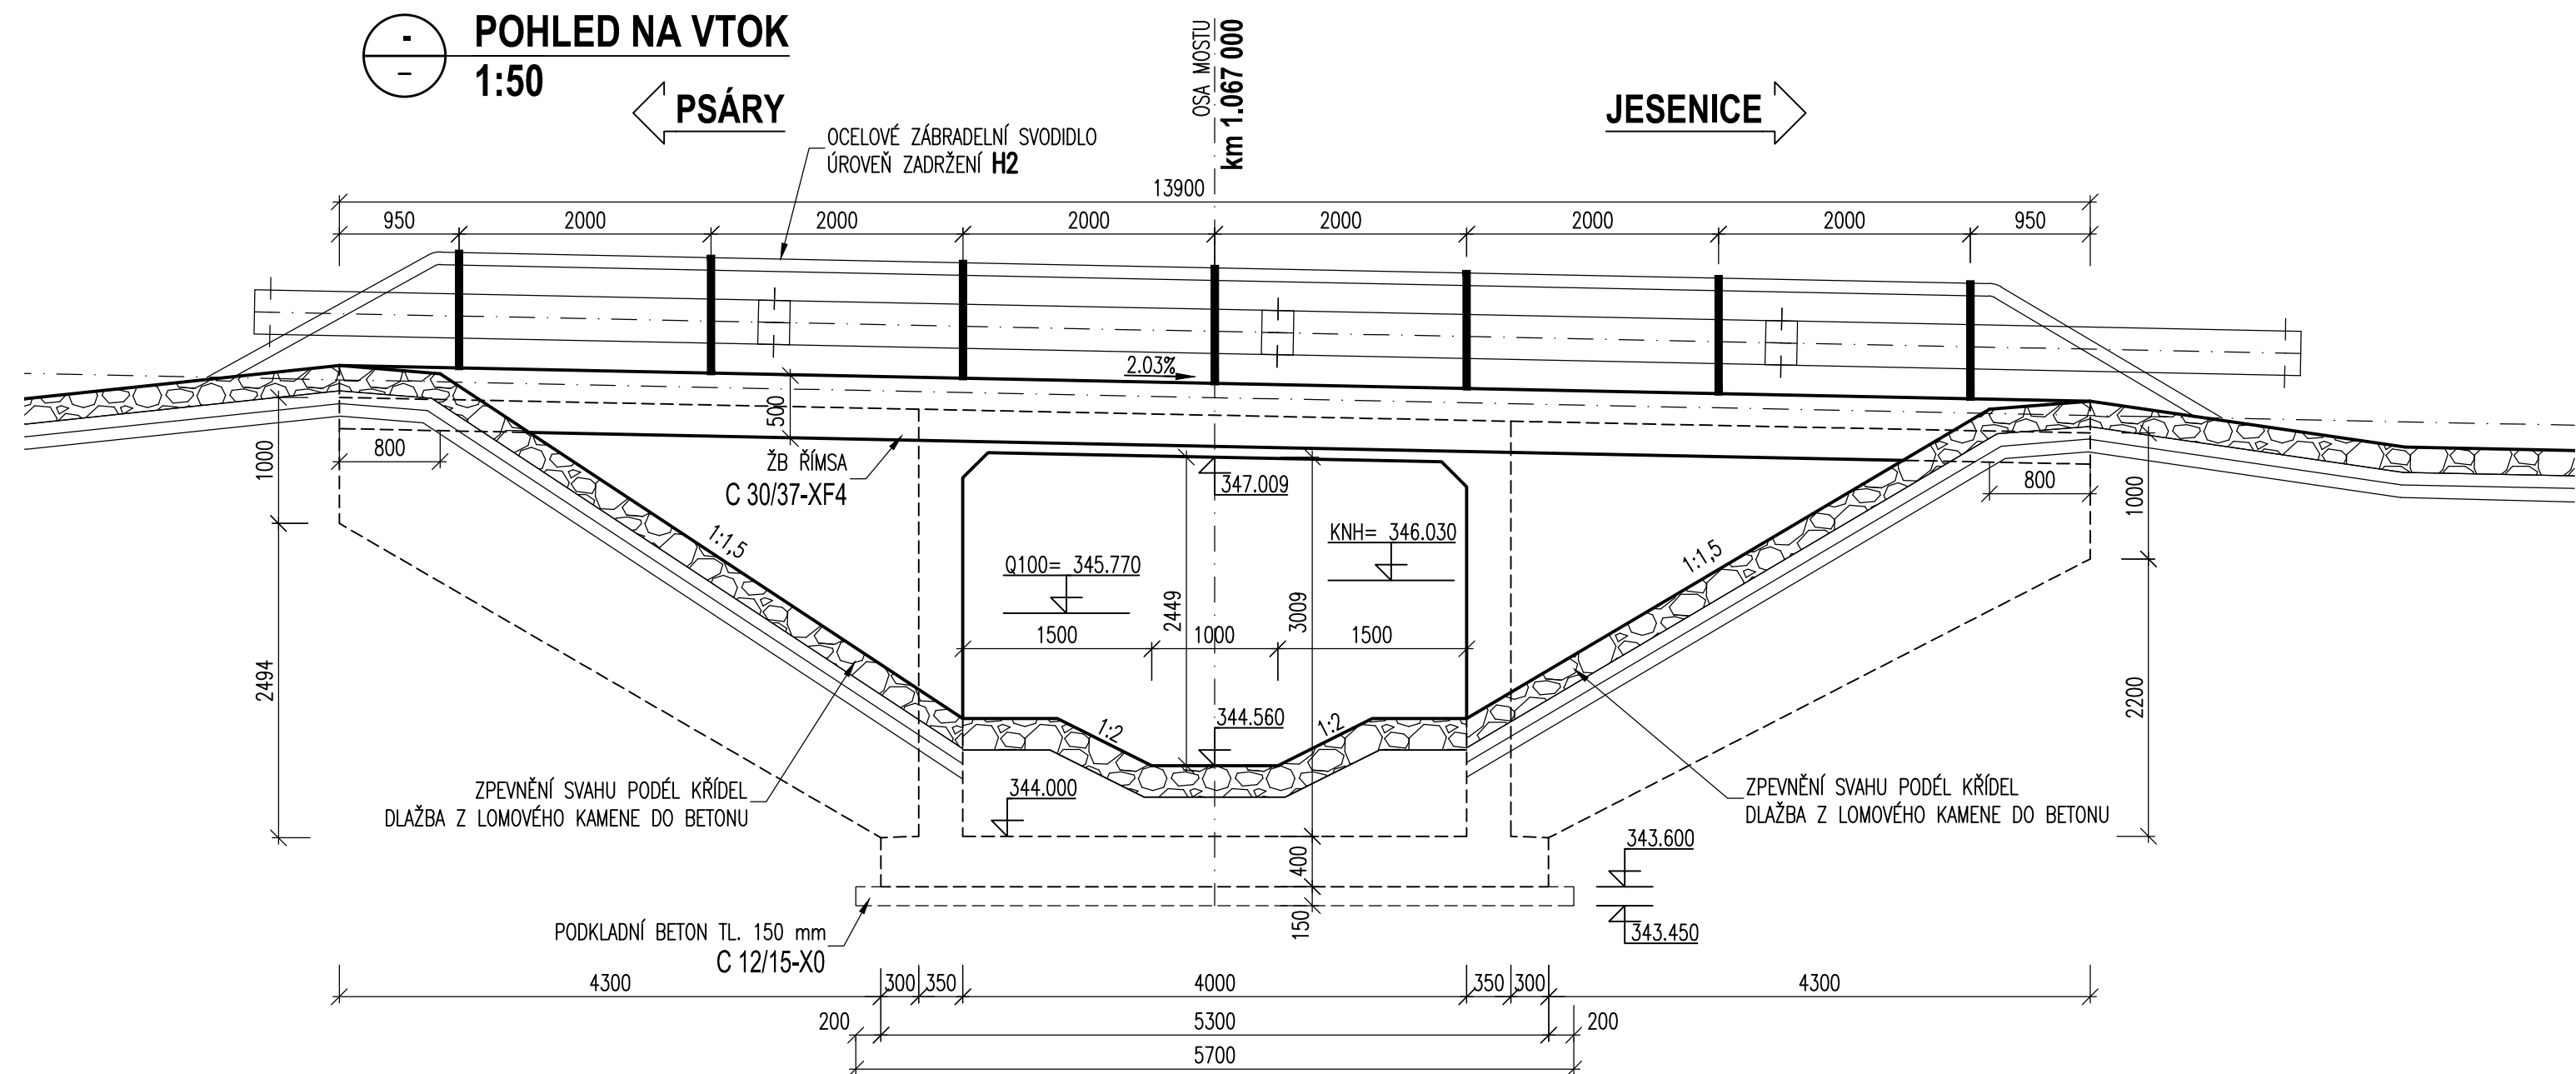 -
POHLED NA VTOK
–
1:50
OSA MOSTU
km 1.067 000
PSÁRY
JESENICE
OCELOVÉ ZÁBRADELNÍ SVODIDLO
ÚROVEŇ ZADRŽENÍ H2
13900
950 2000 2000 2000 2000 2000 2000 950
2.03%
500
800
1000
ŽB ŘÍMSA
C 30/37-XF4
347.009
800
1000
1:1,5
KNH= 346.030
1:1,5
Q100= 345.770
2449
3009
1500 1000 1500
2494
2200
344.560
1:2
1:2
344.000
ZPEVNĚNÍ SVAHU PODÉL KŘÍDEL
DLAŽBA Z LOMOVÉHO KAMENE DO BETONU
ZPEVNĚNÍ SVAHU PODÉL KŘÍDEL
DLAŽBA Z LOMOVÉHO KAMENE DO BETONU
343.600
400
150
343.450
PODKLADNÍ BETON TL. 150 mm
C 12/15-X0
4300 300 350 4000 350 300 4300
200 5300 200
5700